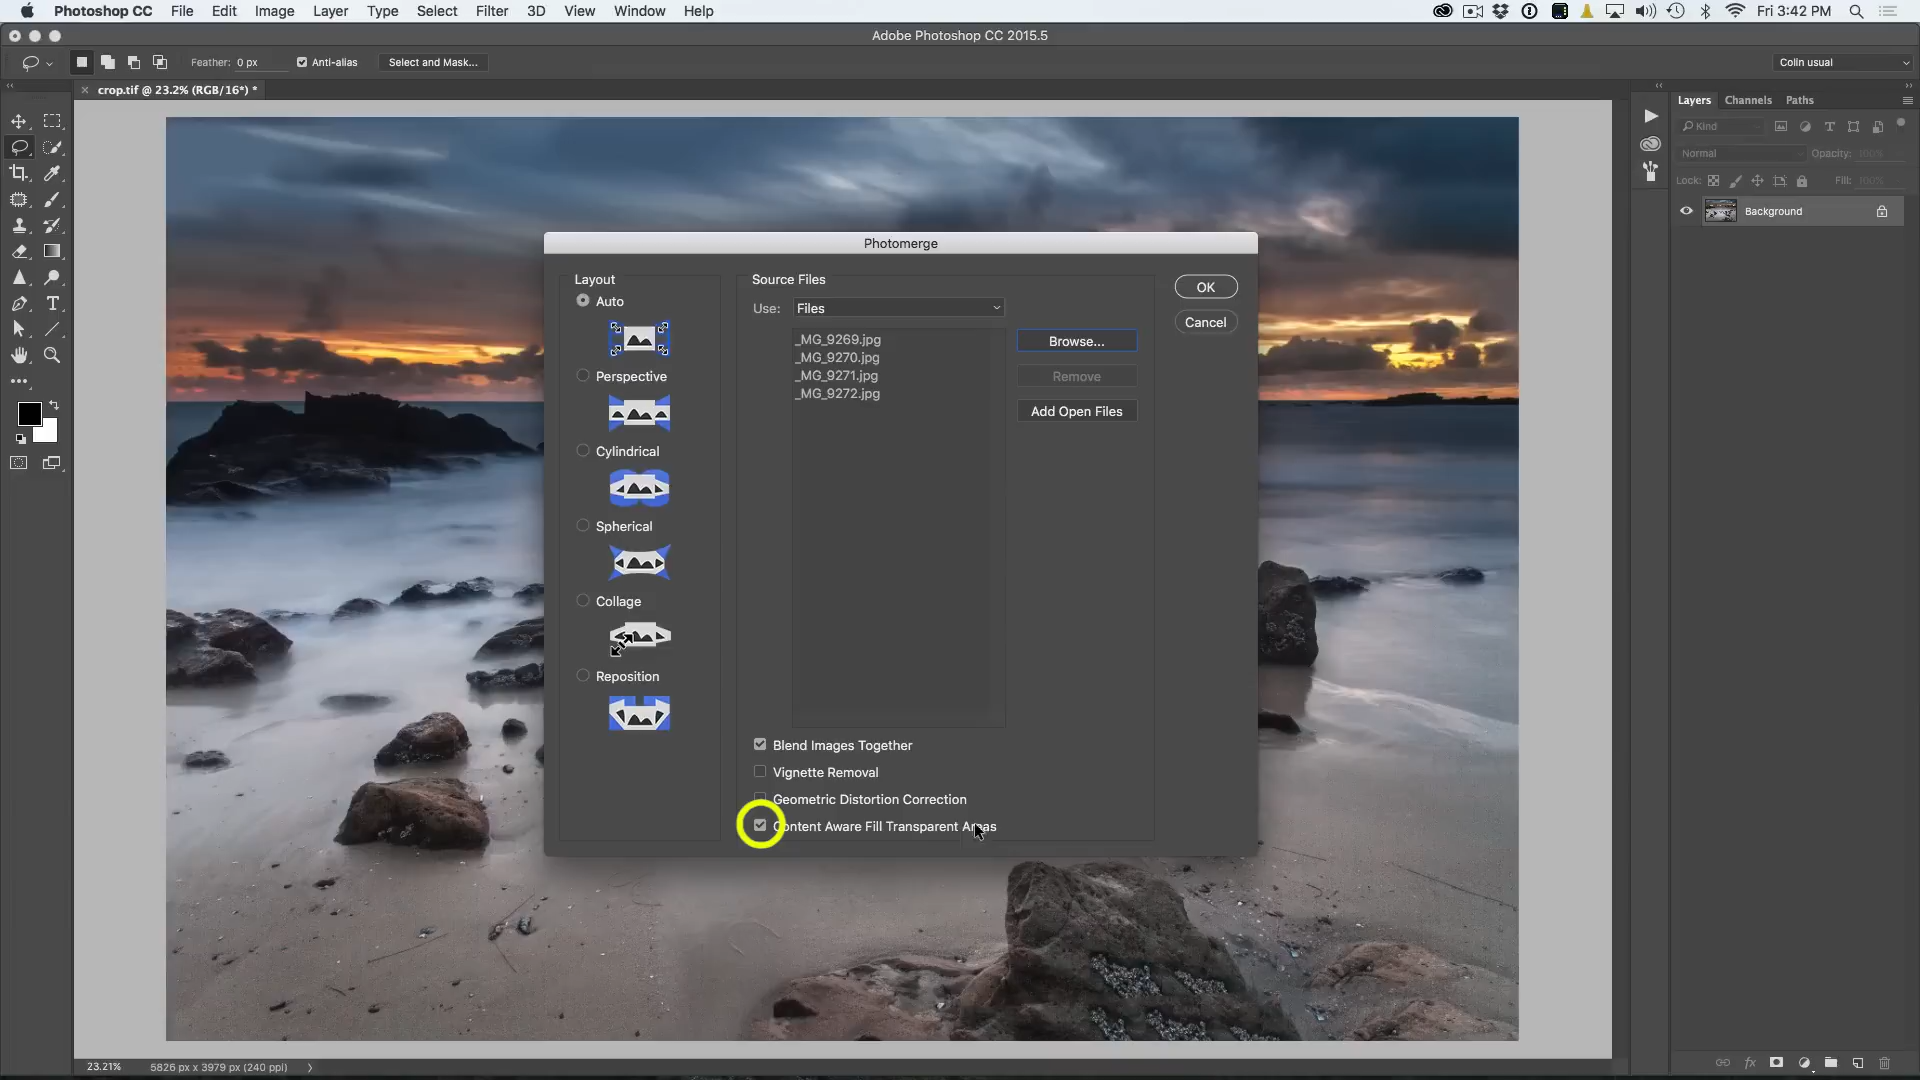 Photoshop CC File Edit Image Layer Type Select Filter 3D View Window Help Fri 3:42 PM
Adobe Photoshop CC 2015.5
Feather: 0 px Anti-alias Select and Mask... Colin usual
crop.tif @ 23.2% (RGB/16*) *
Layers Channels Paths
Kind
Normal Opacity: 100%
Lock: Fill: 100%
Background
Photomerge
Layout
Auto
Perspective
Cylindrical
Spherical
Collage
Reposition
Source Files
Use: Files
_MG_9269.jpg
_MG_9270.jpg
_MG_9271.jpg
_MG_9272.jpg
Browse...
Remove
Add Open Files
OK
Cancel
Blend Images Together
Vignette Removal
Geometric Distortion Correction
Content Aware Fill Transparent Areas
23.21% 5826 px x 3979 px (240 ppi)
fx